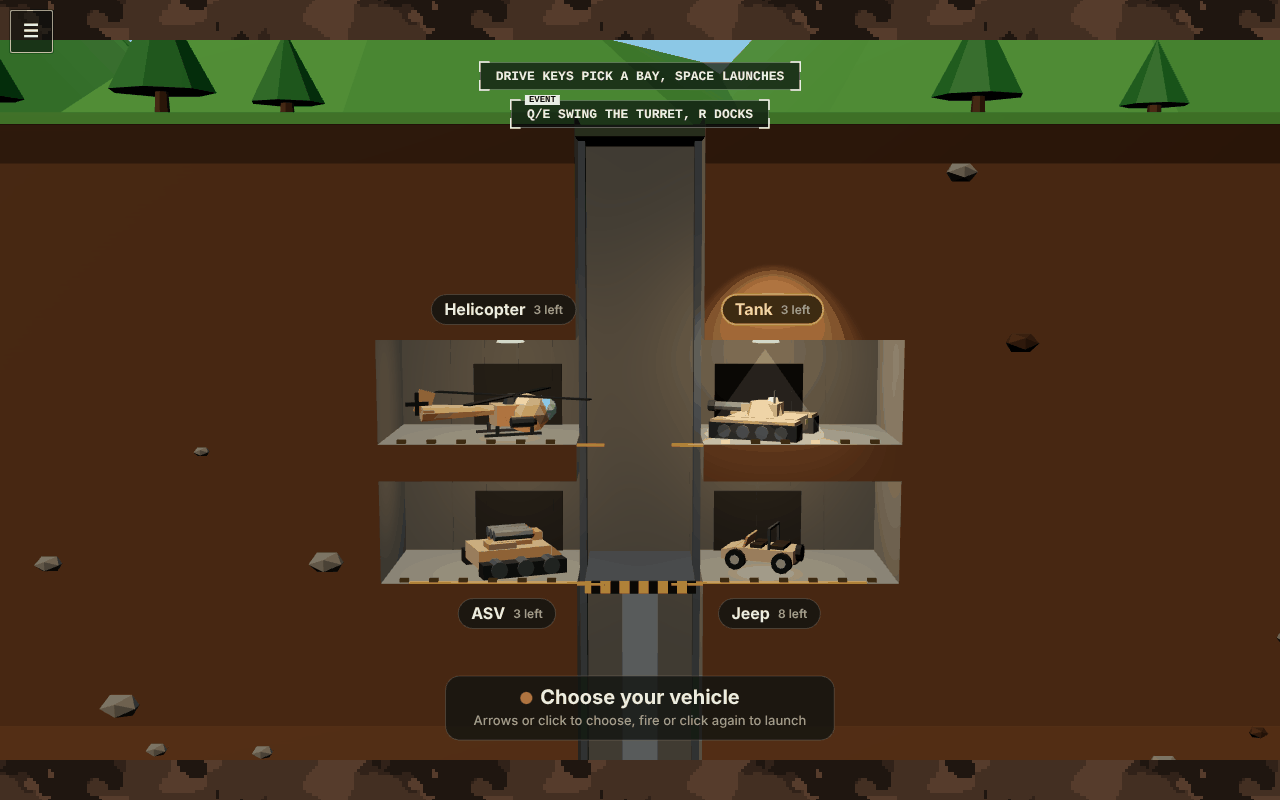 ☰
DRIVE KEYS PICK A BAY, SPACE LAUNCHES
EVENT
Q/E SWING THE TURRET, R DOCKS
Helicopter 3 left
Tank 3 left
ASV 3 left
Jeep 8 left
Choose your vehicle
Arrows or click to choose, fire or click again to launch